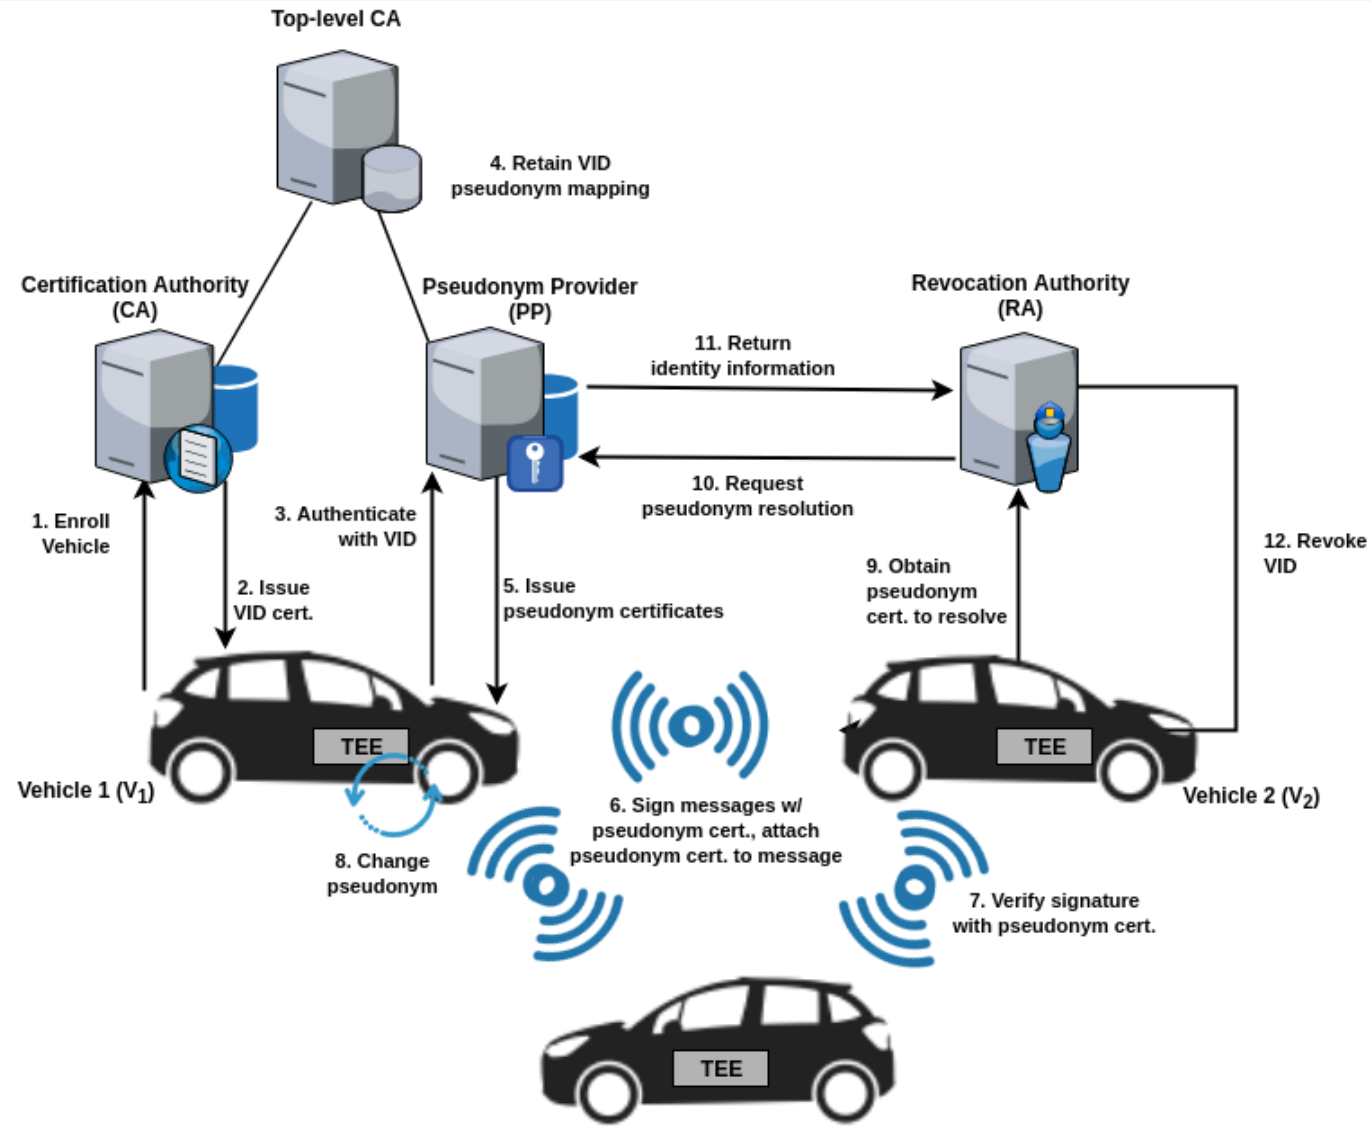 Top-level CA
4. Retain VID
pseudonym mapping
Certification Authority
(CA)
Pseudonym Provider
(PP)
Revocation Authority
(RA)
11. Return
identity information
10. Request
pseudonym resolution
1. Enroll
Vehicle
2. Issue
VID cert.
3. Authenticate
with VID
5. Issue
pseudonym certificates
9. Obtain
pseudonym
cert. to resolve
12. Revoke
VID
TEE
Vehicle 1 (V1)
8. Change
pseudonym
6. Sign messages w/
pseudonym cert., attach
pseudonym cert. to message
TEE
Vehicle 2 (V2)
7. Verify signature
with pseudonym cert.
TEE